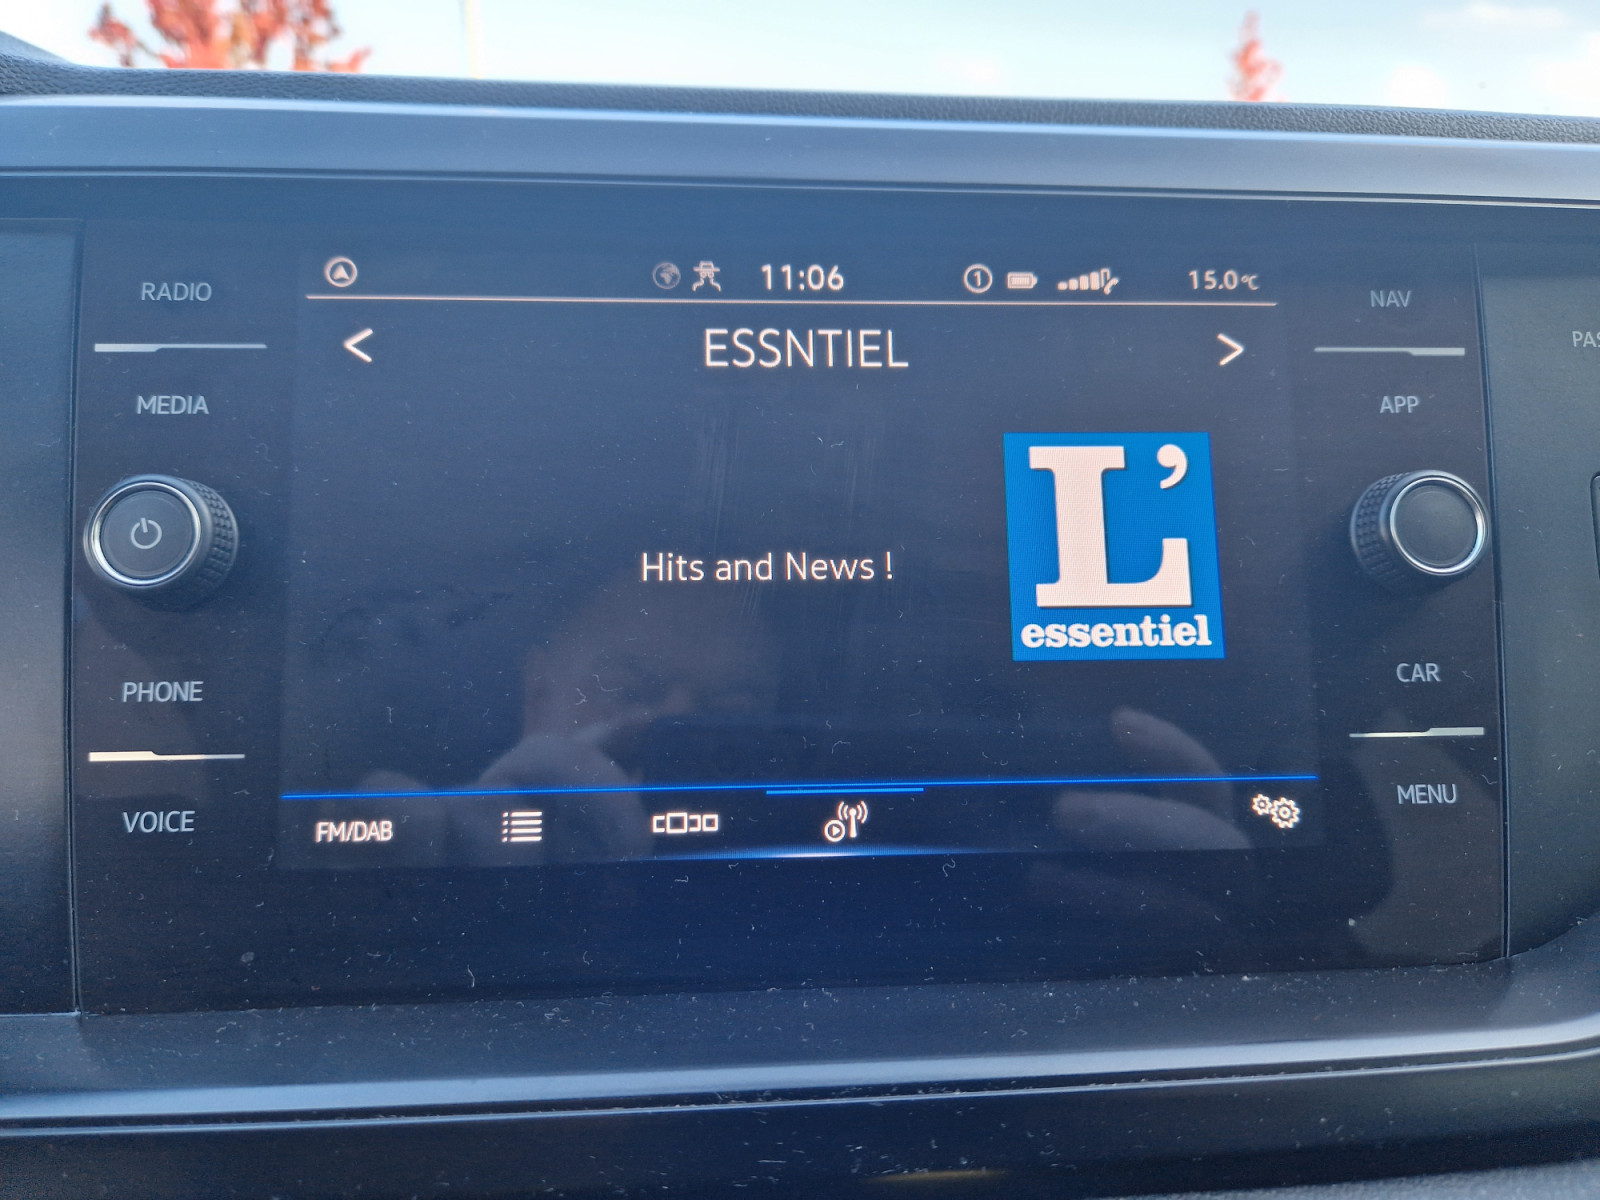 RADIO
MEDIA
PHONE
VOICE
11:06
1
15.0°C
<
ESSNTIEL
>
Hits and News !
L'
essentiel
FM/DAB
NAV
APP
CAR
MENU
PAS